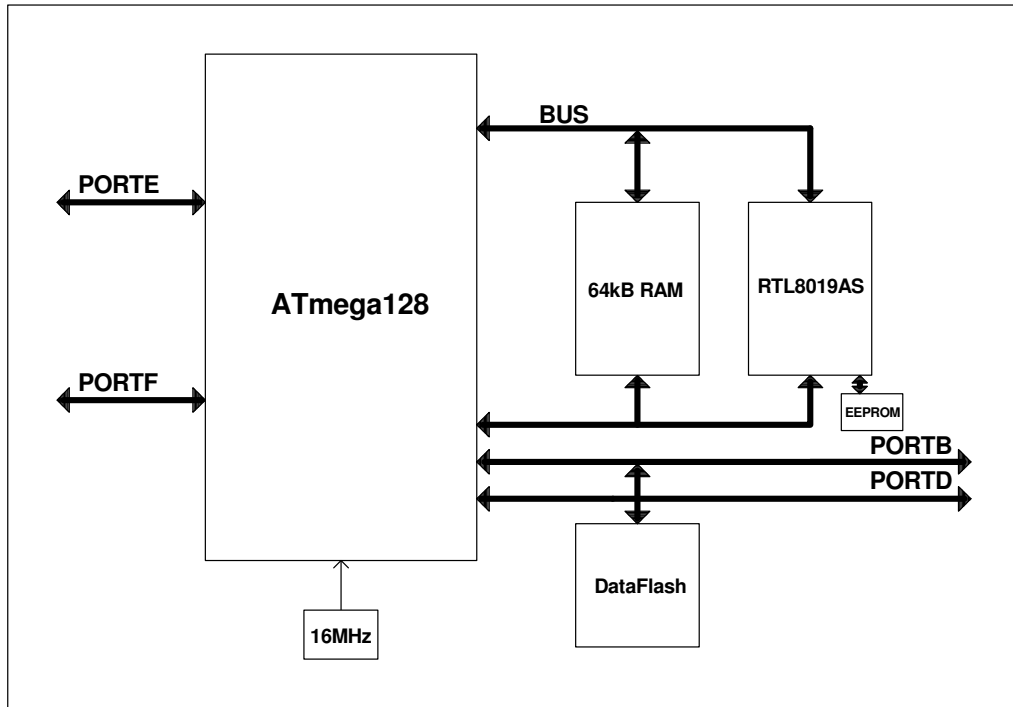 BUS
PORTE
ATmega128
64kB RAM
RTL8019AS
PORTF
EEPROM
PORTB
PORTD
DataFlash
16MHz